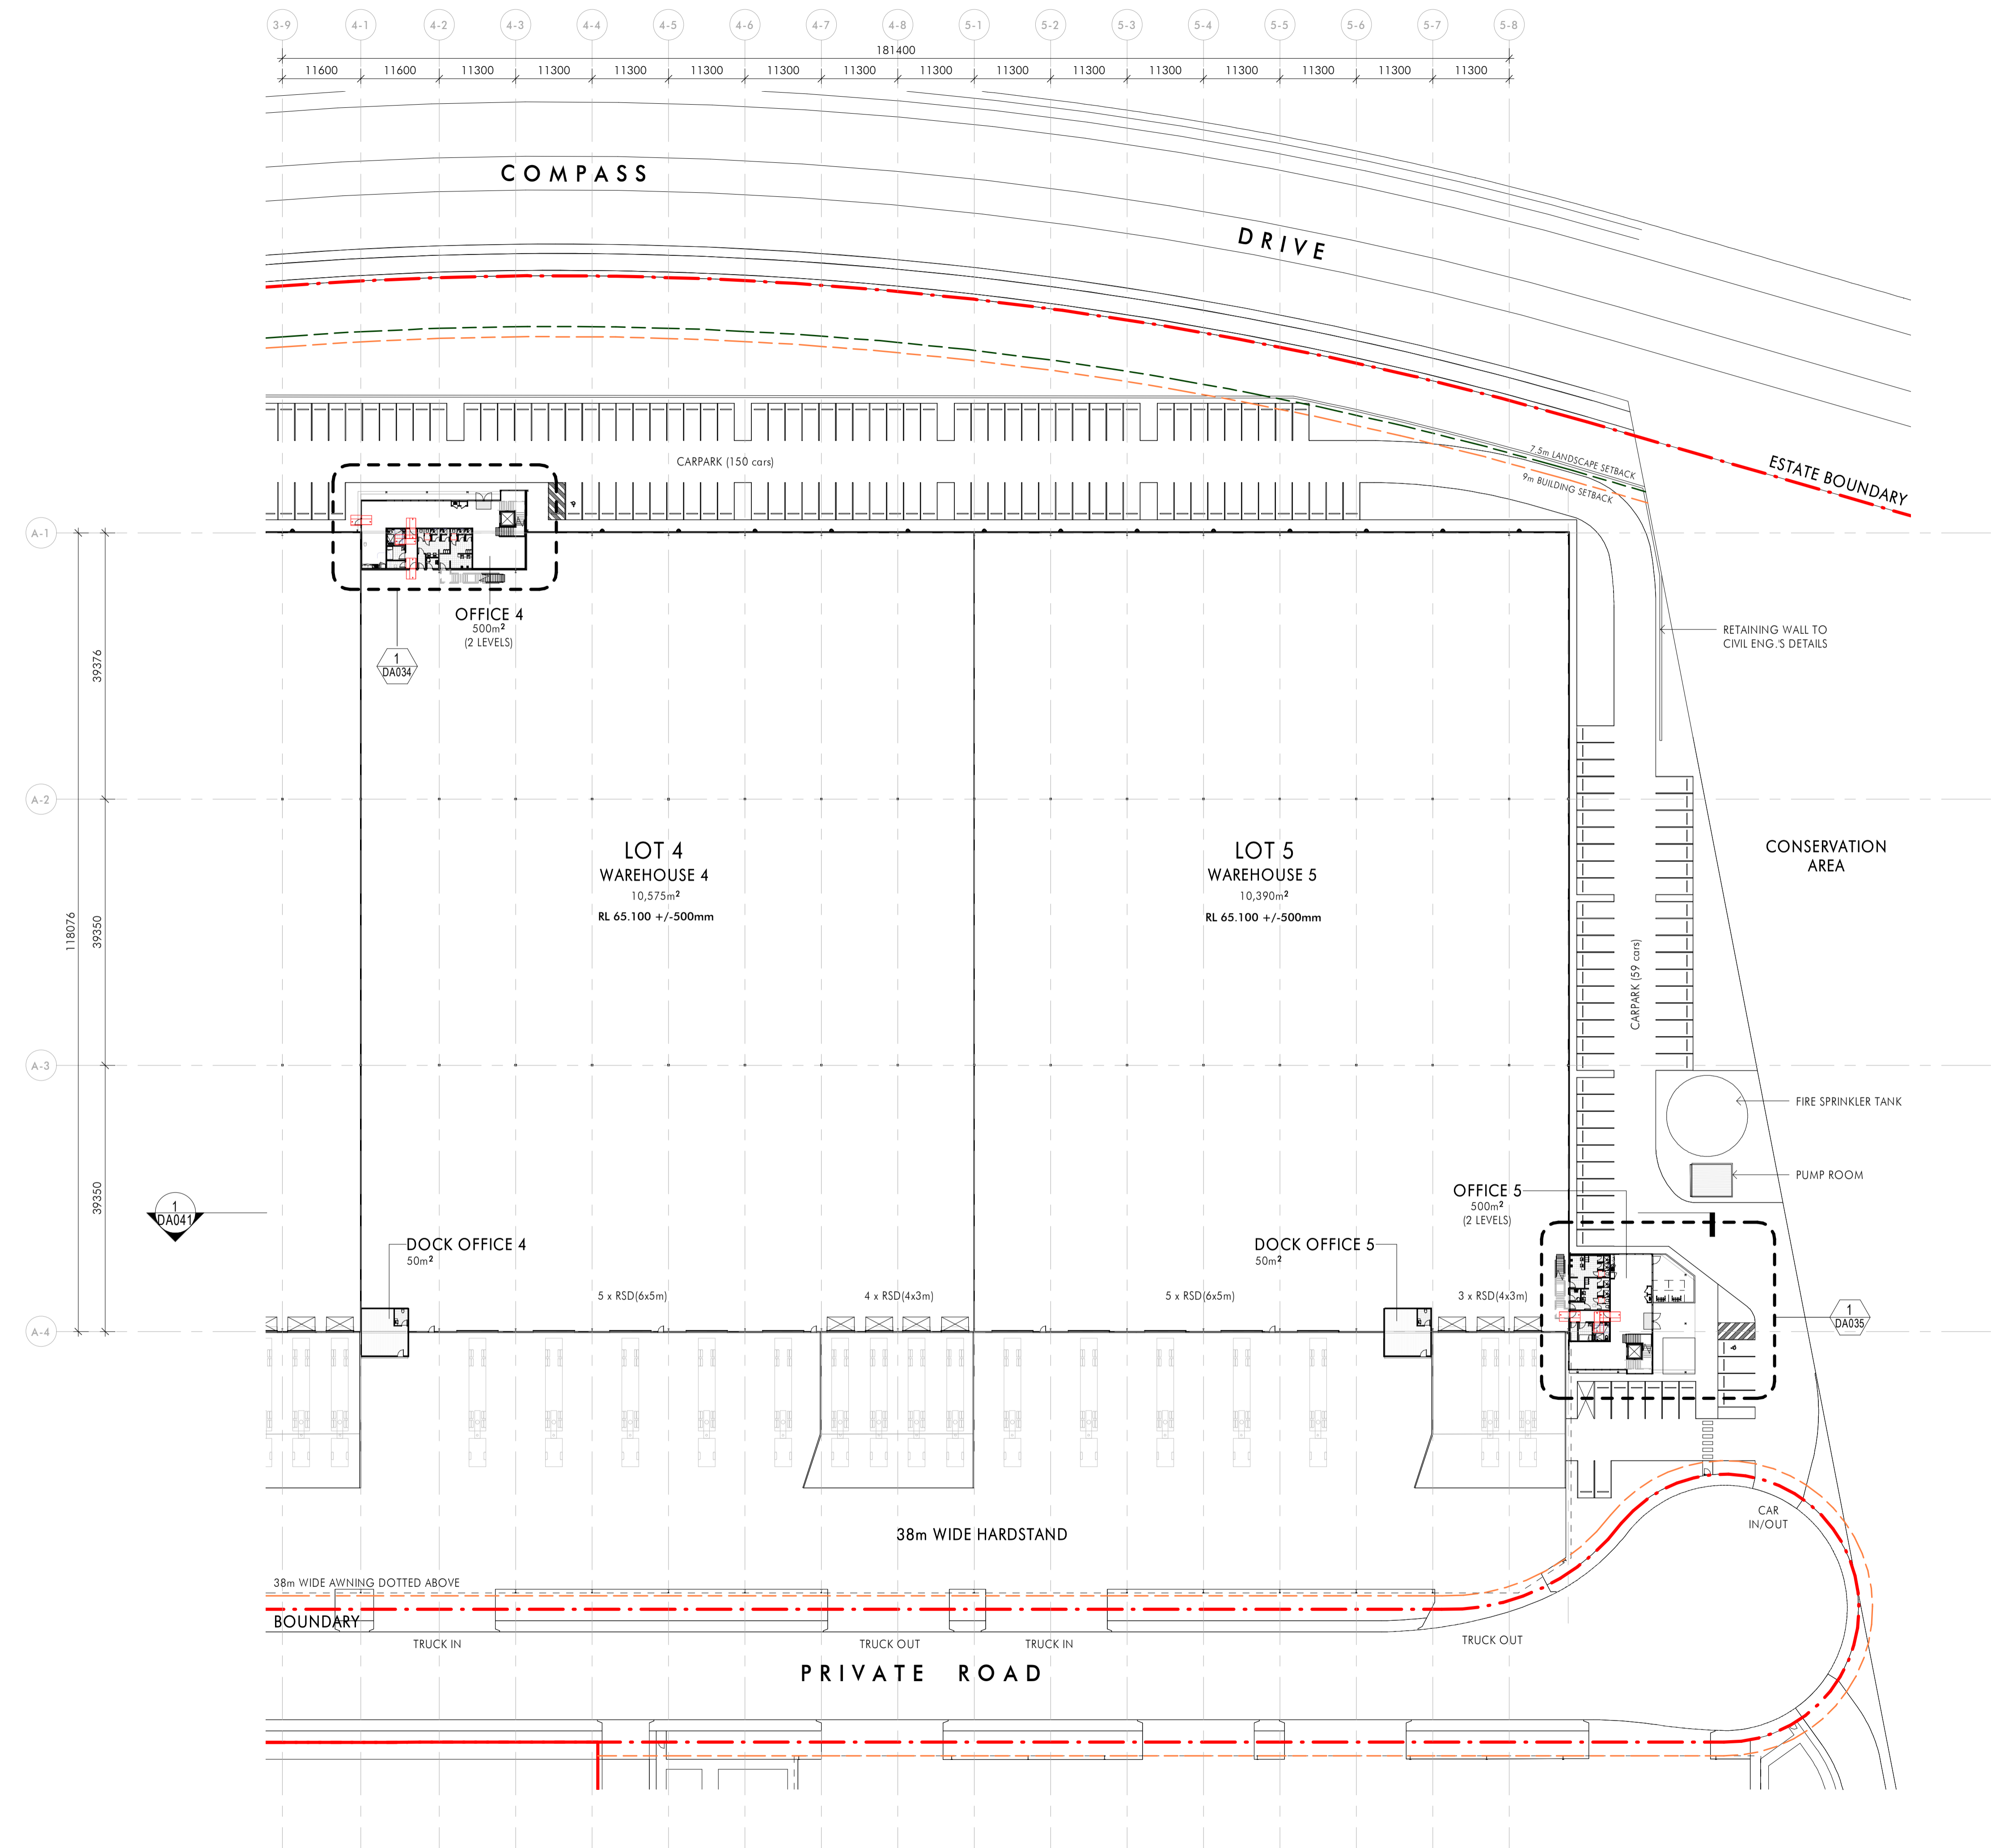 3-9 4-1 4-2 4-3 4-4 4-5 4-6 4-7 4-8 5-1 5-2 5-3 5-4 5-5 5-6 5-7 5-8
181400
11600 11600 11300 11300 11300 11300 11300 11300 11300 11300 11300 11300 11300 11300 11300 11300
COMPASS
DRIVE
7.5m LANDSCAPE SETBACK
9m BUILDING SETBACK
ESTATE BOUNDARY
CARPARK (150 cars)
A-1
OFFICE 4
500m²
(2 LEVELS)
1
DA034
RETAINING WALL TO
CIVIL ENG.'S DETAILS
39376
A-2
LOT 4
WAREHOUSE 4
10,575m²
RL 65.100 +/-500mm
LOT 5
WAREHOUSE 5
10,390m²
RL 65.100 +/-500mm
CONSERVATION
AREA
118076
39350
CARPARK (59 cars)
A-3
FIRE SPRINKLER TANK
PUMP ROOM
39350
1
DA041
OFFICE 5
500m²
(2 LEVELS)
DOCK OFFICE 4
50m²
DOCK OFFICE 5
50m²
5 x RSD(6x5m)
4 x RSD(4x3m)
5 x RSD(6x5m)
3 x RSD(4x3m)
A-4
1
DA035
CAR
IN/OUT
38m WIDE HARDSTAND
38m WIDE AWNING DOTTED ABOVE
BOUNDARY
TRUCK IN
TRUCK OUT
TRUCK IN
TRUCK OUT
PRIVATE ROAD